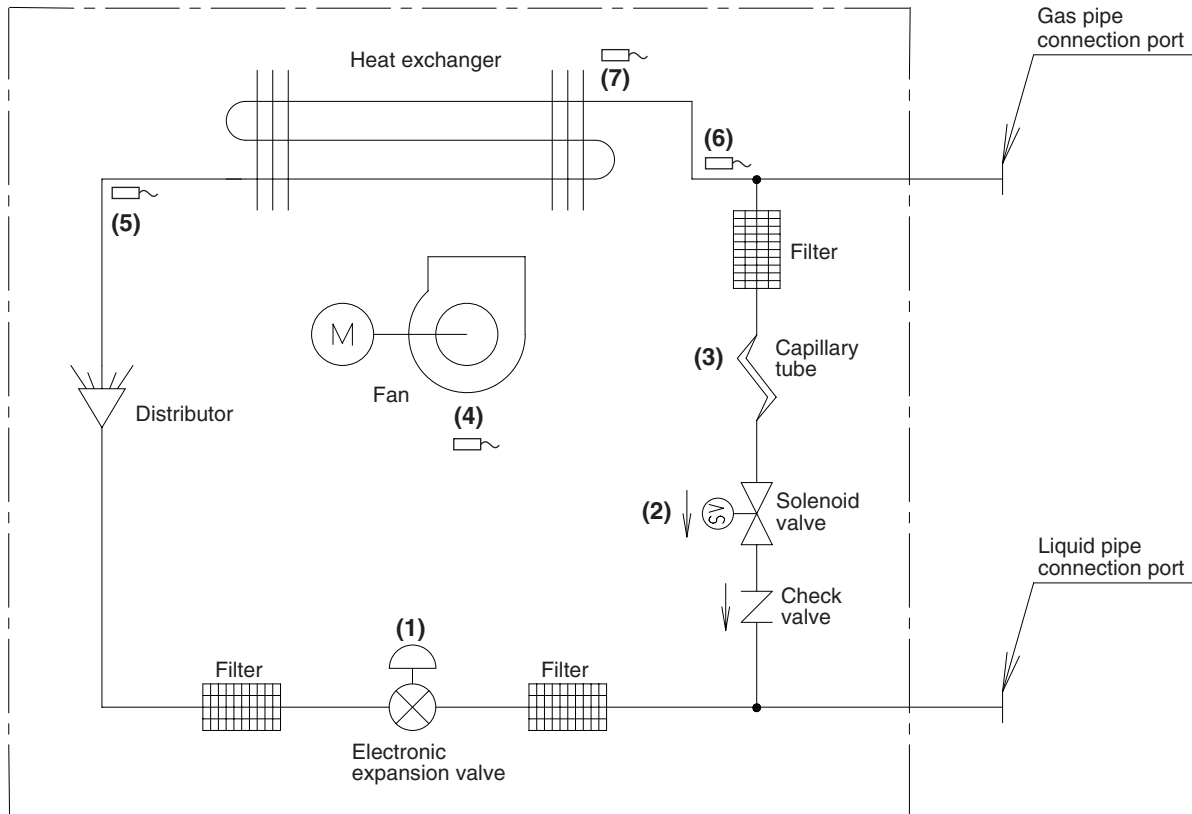 Gas pipe
connection port
Heat exchanger
(7)
(6)
(5)
Filter
M
(3)
Capillary
tube
Fan
(4)
Distributor
(2)
SV
Solenoid
valve
Liquid pipe
connection port
Check
valve
(1)
Filter
Filter
Electronic
expansion valve